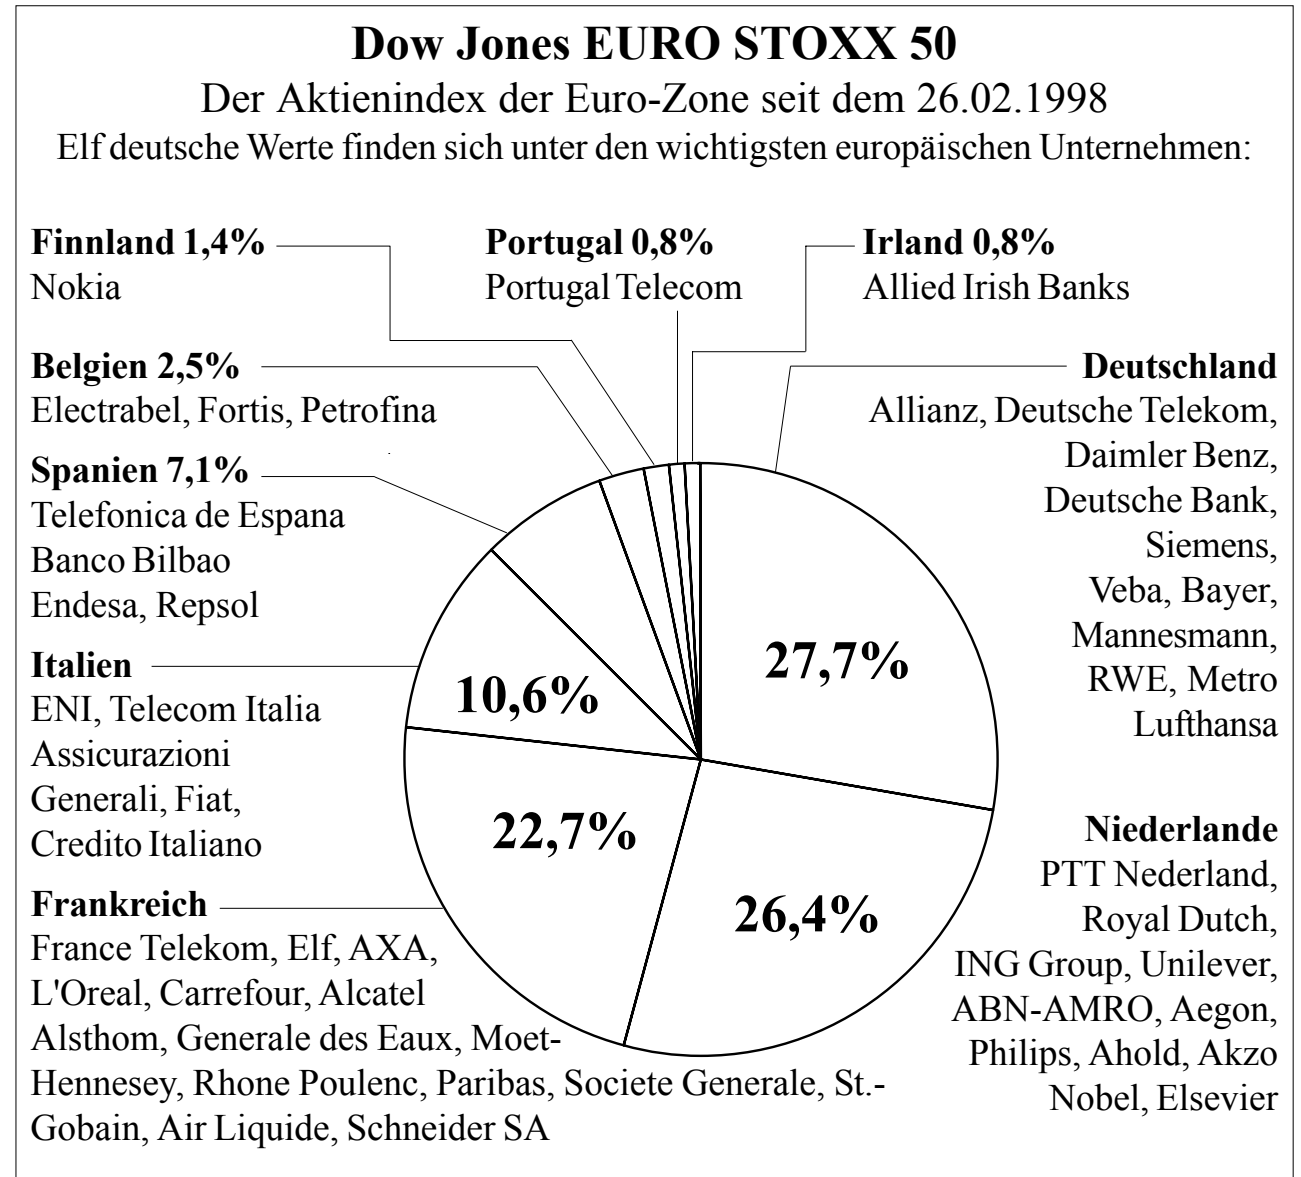 Dow Jones EURO STOXX 50
Der Aktienindex der Euro-Zone seit dem 26.02.1998
Elf deutsche Werte finden sich unter den wichtigsten europäischen Unternehmen:
Finnland 1,4%
Nokia
Portugal 0,8%
Portugal Telecom
Irland 0,8%
Allied Irish Banks
Belgien 2,5%
Electrabel, Fortis, Petrofina
Spanien 7,1%
Telefonica de Espana
Banco Bilbao
Endesa, Repsol
Italien
ENI, Telecom Italia
Assicurazioni
Generali, Fiat,
Credito Italiano
10,6%
Frankreich
France Telekom, Elf, AXA,
L'Oreal, Carrefour, Alcatel
Alsthom, Generale des Eaux, Moet-
Hennesey, Rhone Poulenc, Paribas, Societe Generale, St.-
Gobain, Air Liquide, Schneider SA
22,7%
Deutschland
Allianz, Deutsche Telekom,
Daimler Benz,
Deutsche Bank,
Siemens,
Veba, Bayer,
Mannesmann,
RWE, Metro
Lufthansa
27,7%
Niederlande
PTT Nederland,
Royal Dutch,
ING Group, Unilever,
ABN-AMRO, Aegon,
Philips, Ahold, Akzo
Nobel, Elsevier
26,4%